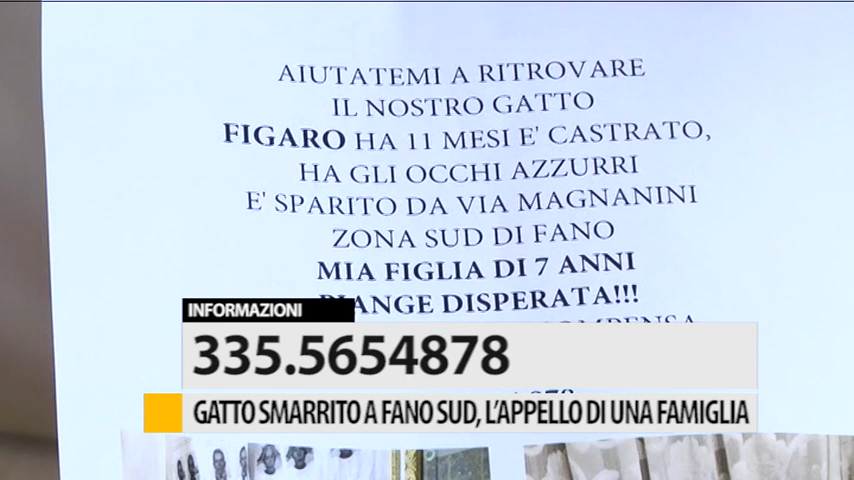 AIUTATEMI A RITROVARE
IL NOSTRO GATTO
FIGARO HA 11 MESI E' CASTRATO,
HA GLI OCCHI AZZURRI
E' SPARITO DA VIA MAGNANINI
ZONA SUD DI FANO
MIA FIGLIA DI 7 ANNI
PIANGE DISPERATA!!!
INFORMAZIONI
335.5654878
GATTO SMARRITO A FANO SUD, L'APPELLO DI UNA FAMIGLIA